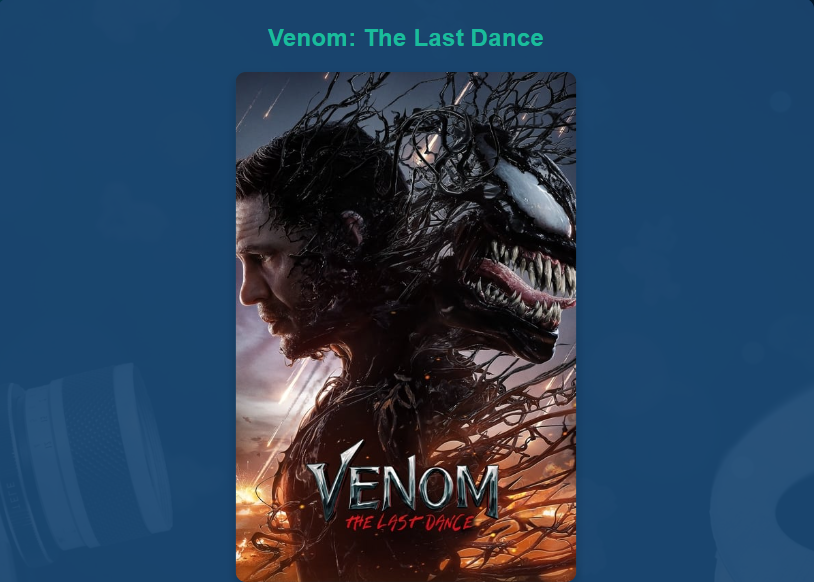 Venom: The Last Dance
VENOM
THE LAST DANCE